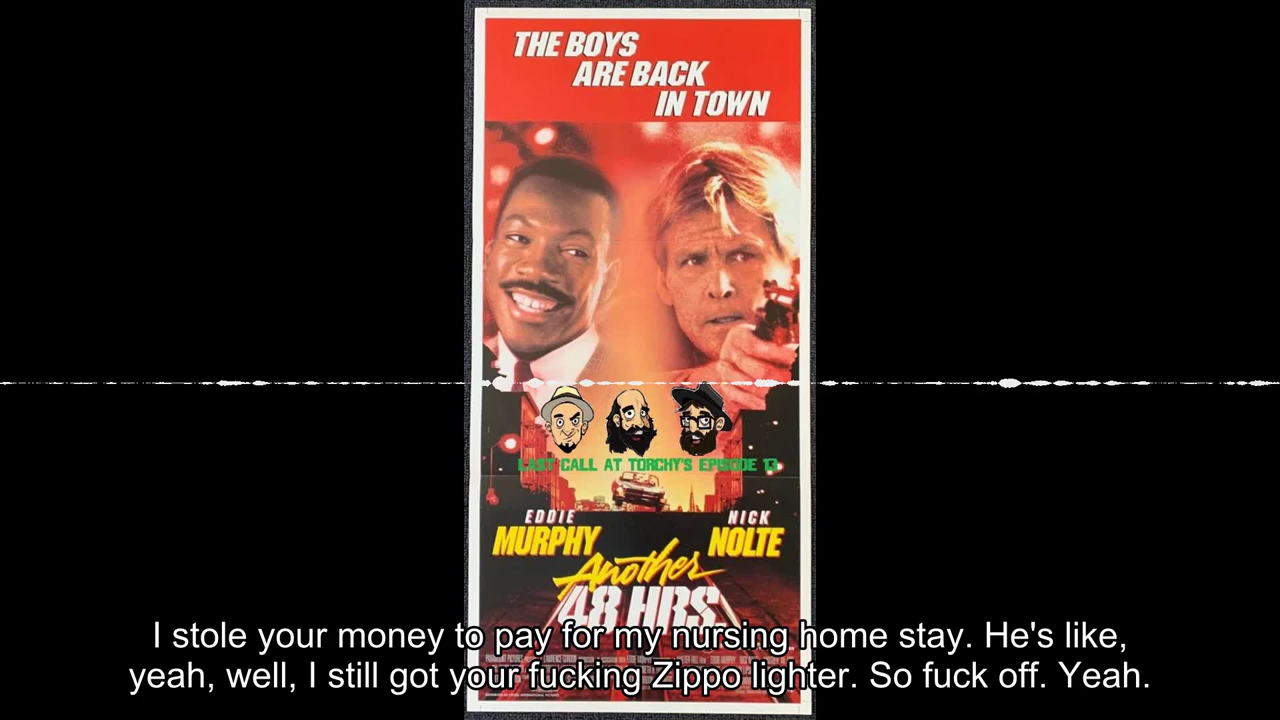 THE BOYS
ARE BACK
IN TOWN
LAST CALL AT TORCHY'S EPISODE 13
EDDIE
MURPHY
NICK
NOLTE
Another
48 HRS.
I stole your money to pay for my nursing home stay. He's like,
yeah, well, I still got your fucking Zippo lighter. So fuck off. Yeah.